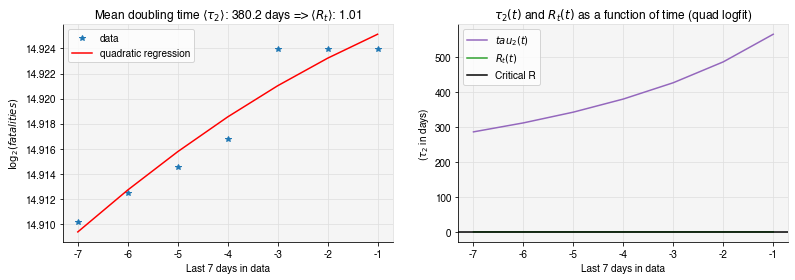 Mean doubling time ⟨τ₂⟩: 380.2 days => ⟨Rₜ⟩: 1.01
data
quadratic regression
log₂(fatalities)
14.924
14.922
14.920
14.918
14.916
14.914
14.912
14.910
-7 -6 -5 -4 -3 -2 -1
Last 7 days in data
τ₂(t) and Rₜ(t) as a function of time (quad logfit)
tau₂(t)
Rₜ(t)
Critical R
(τ₂ in days)
500
400
300
200
100
0
-7 -6 -5 -4 -3 -2 -1
Last 7 days in data